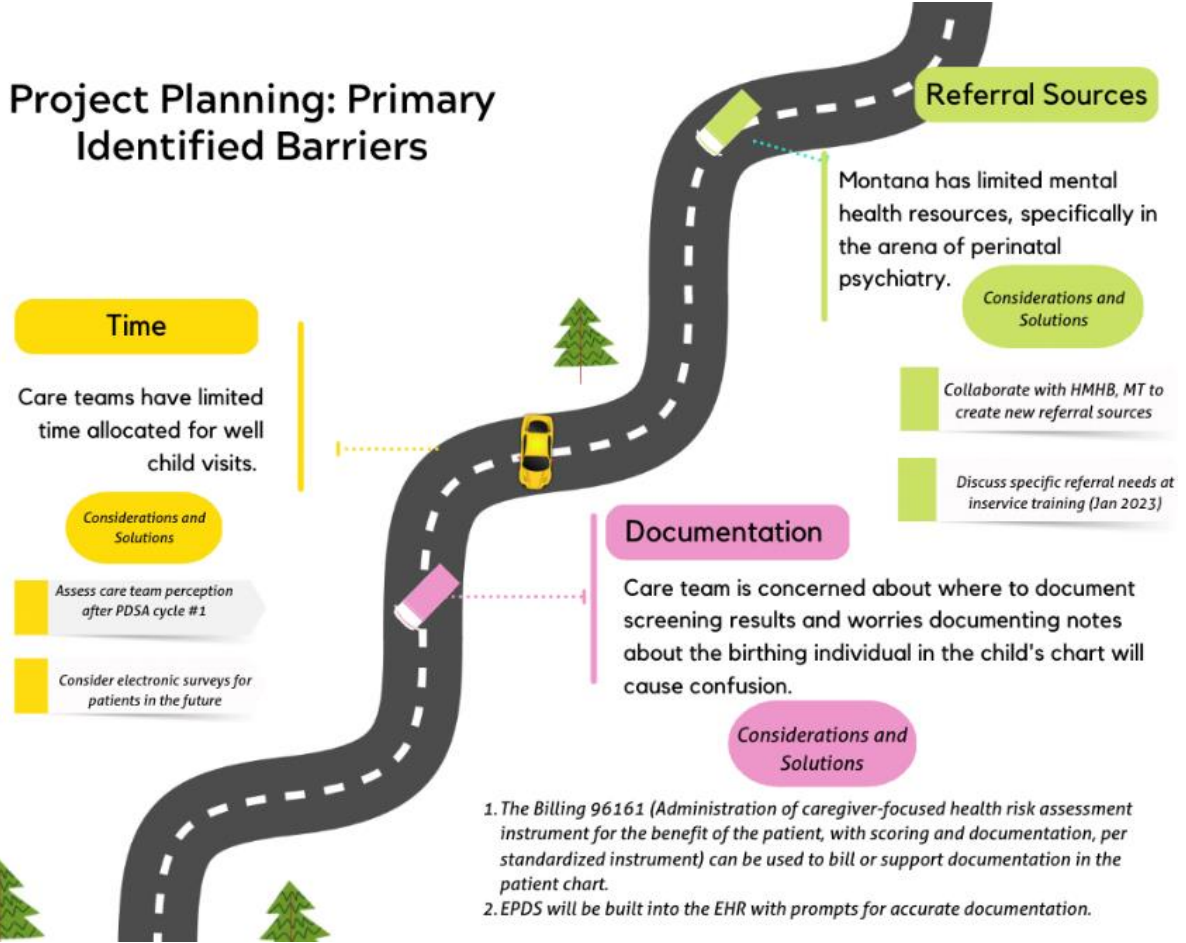 Project Planning: Primary
Identified Barriers
Time
Care teams have limited
time allocated for well
child visits.
Considerations and
Solutions
Assess care team perception
after PDSA cycle #1
Consider electronic surveys for
patients in the future
Documentation
Care team is concerned about where to document
screening results and worries documenting notes
about the birthing individual in the child's chart will
cause confusion.
Considerations and
Solutions
1. The Billing 96161 (Administration of caregiver-focused health risk assessment
instrument for the benefit of the patient, with scoring and documentation, per
standardized instrument) can be used to bill or support documentation in the
patient chart.
2. EPDS will be built into the EHR with prompts for accurate documentation.
Referral Sources
Montana has limited mental
health resources, specifically in
the arena of perinatal
psychiatry.
Considerations and
Solutions
Collaborate with HMHB, MT to
create new referral sources
Discuss specific referral needs at
inservice training (Jan 2023)